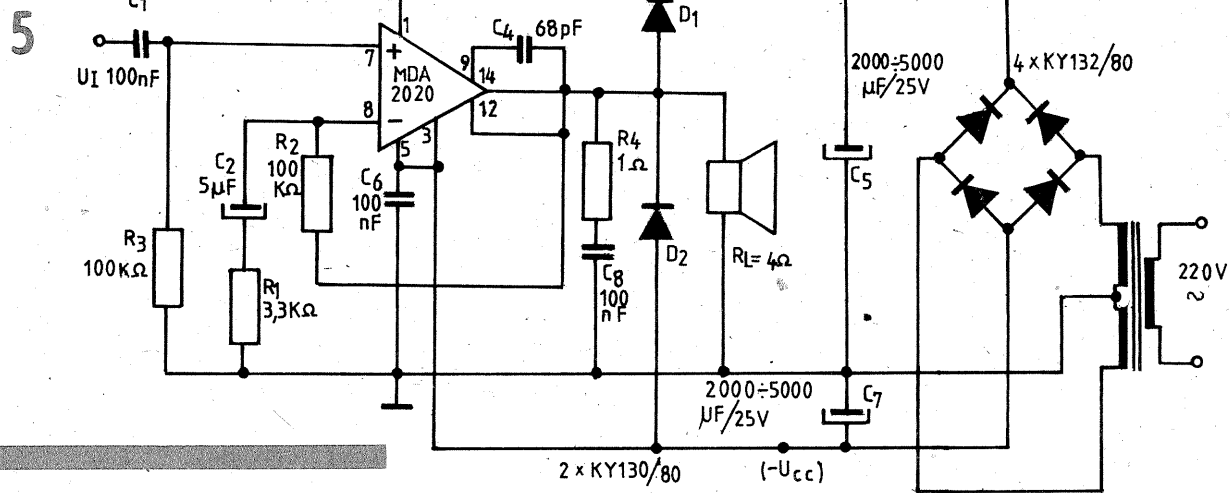 5
C1
UI 100nF
R3
100KΩ
C2
5µF
R1
3,3KΩ
R2
100
KΩ
7
+
MDA
2020
8
−
1
9
14
12
3
5
C4 68pF
C6
100
nF
R4
1Ω
C8
100
nF
D1
D2
RL= 4Ω
2000÷5000
µF/25V
C5
2000÷5000
µF/25V
C7
2 x KY130/80
(-Ucc)
4 x KY132/80
220V
~